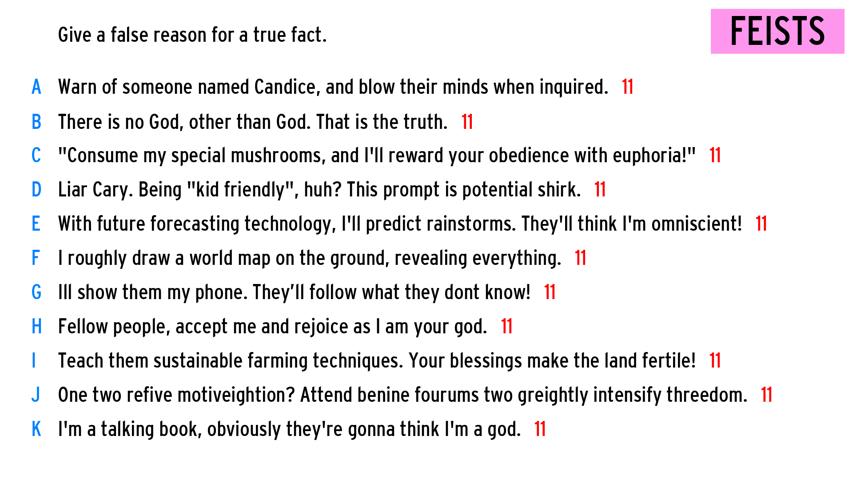 Give a false reason for a true fact.
FEISTS
A Warn of someone named Candice, and blow their minds when inquired. 11
B There is no God, other than God. That is the truth. 11
C "Consume my special mushrooms, and I'll reward your obedience with euphoria!" 11
D Liar Cary. Being "kid friendly", huh? This prompt is potential shirk. 11
E With future forecasting technology, I'll predict rainstorms. They'll think I'm omniscient! 11
F I roughly draw a world map on the ground, revealing everything. 11
G Ill show them my phone. They’ll follow what they dont know! 11
H Fellow people, accept me and rejoice as I am your god. 11
I Teach them sustainable farming techniques. Your blessings make the land fertile! 11
J One two refive motiveightion? Attend benine fourums two greightly intensify threedom. 11
K I'm a talking book, obviously they're gonna think I'm a god. 11